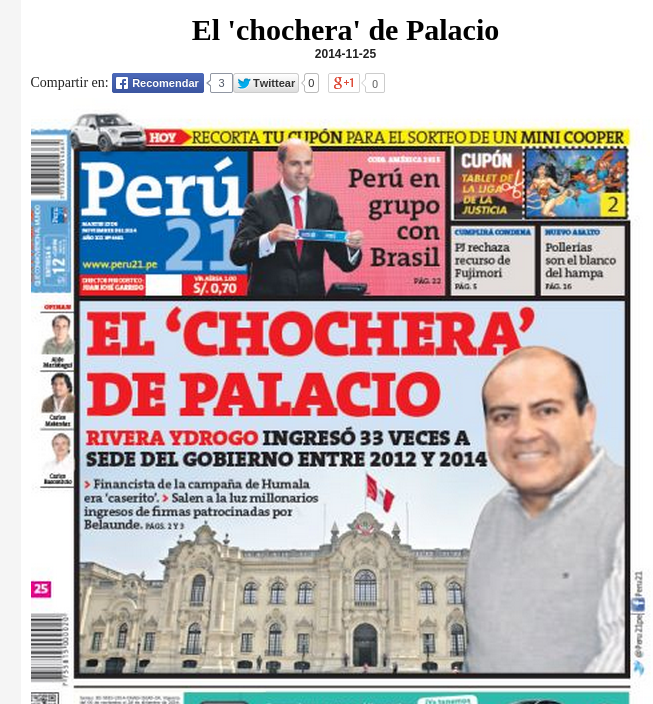 El 'chochera' de Palacio
2014-11-25
Compartir en: Recomendar 3 Twittear 0 g+1 0
HOY RECORTA TU CUPÓN PARA EL SORTEO DE UN MINI COOPER
Perú
21
MARTES 25 DE
NOVIEMBRE DEL 2014
www.peru21.pe
DIRECTOR PERIODÍSTICO:
JUAN JOSÉ GARRIDO
VÍA AÉREA 1.00
S/. 0,70
COPA AMÉRICA 2015
Perú en
grupo
con
Brasil
PÁG. 22
CUPÓN
TABLET DE
LA LIGA
DE LA
JUSTICIA
2
CUMPLIRÁ CONDENA
PJ rechaza
recurso de
Fujimori
PÁG. 5
NUEVO ASALTO
Pollerías
son el blanco
del hampa
PÁG. 16
OPINAN
Aldo
Mariátegui
Carlos
Meléndez
Carlos
Basombrío
EL ‘CHOCHERA’
DE PALACIO
RIVERA YDROGO INGRESÓ 33 VECES A
SEDE DEL GOBIERNO ENTRE 2012 Y 2014
> Financista de la campaña de Humala
era ‘caserito’. > Salen a la luz millonarios
ingresos de firmas patrocinadas por
Belaunde. PÁGS. 2 Y 3
25
@Peru21pe Peru21
¡Ya tenemos